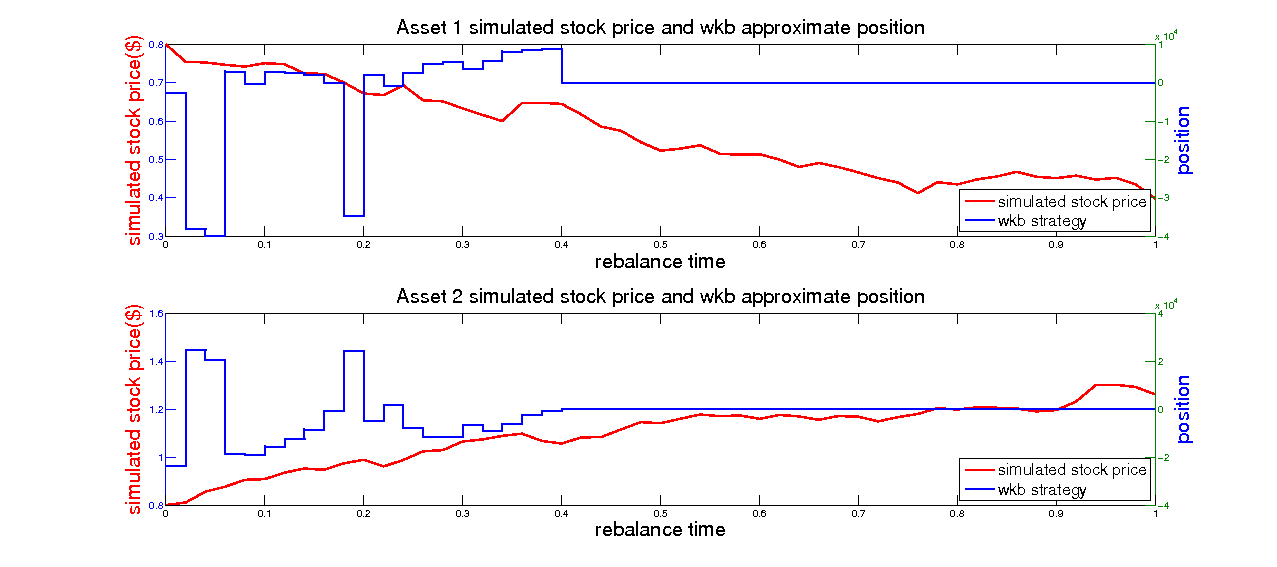 Asset 1 simulated stock price and wkb approximate position
x 10^4
simulated stock price($)
0.8
0.7
0.6
0.5
0.4
0.3
1
0
-1
-2
-3
-4
position
simulated stock price
wkb strategy
0 0.1 0.2 0.3 0.4 0.5 0.6 0.7 0.8 0.9 1
rebalance time
Asset 2 simulated stock price and wkb approximate position
x 10^4
simulated stock price($)
1.6
1.4
1.2
1
0.8
4
2
0
-2
-4
position
simulated stock price
wkb strategy
0 0.1 0.2 0.3 0.4 0.5 0.6 0.7 0.8 0.9 1
rebalance time